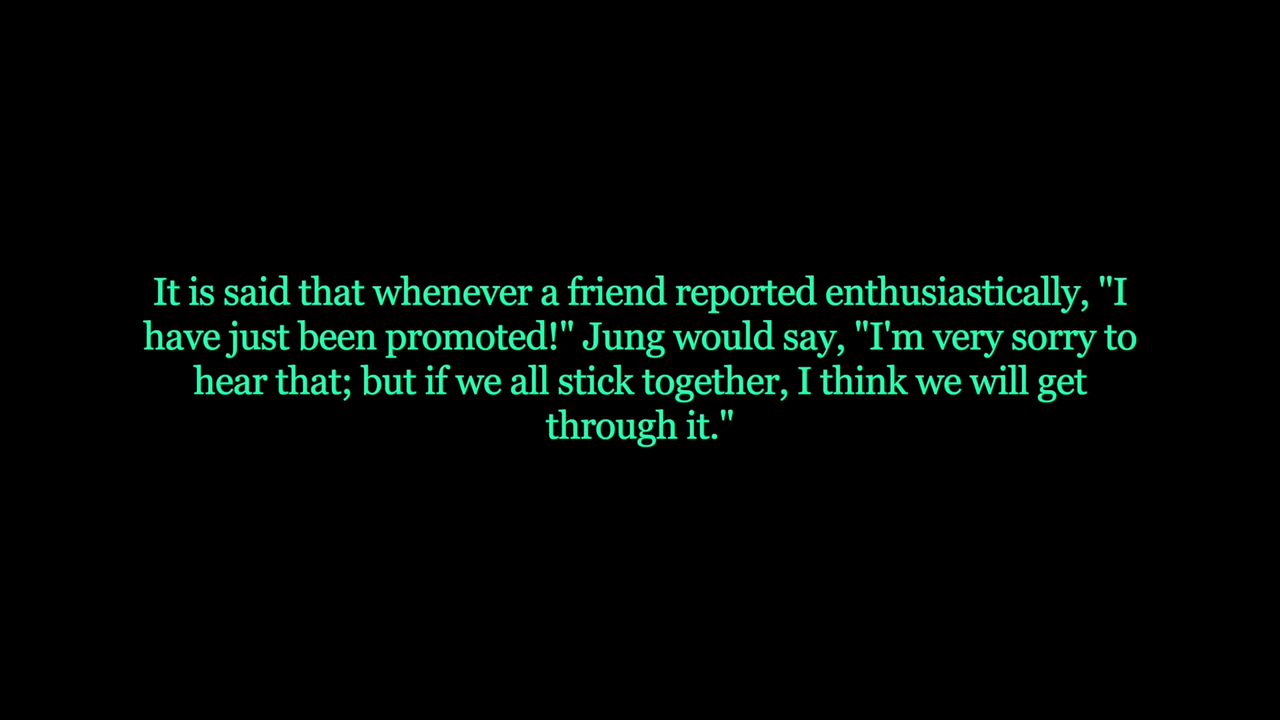 It is said that whenever a friend reported enthusiastically, "I
have just been promoted!" Jung would say, "I'm very sorry to
hear that; but if we all stick together, I think we will get
through it."